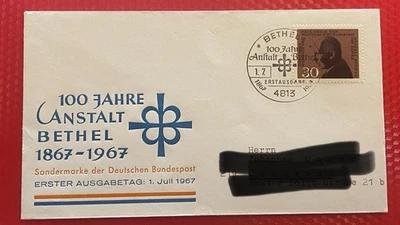 100 JAHRE
ANSTALT
BETHEL
1867-1967
Sondermarke der Deutschen Bundespost
ERSTER AUSGABETAG: 1. Juli 1967
BETHEL
100 Jahre
Anstalt Bethel
1.7.
1867
ERSTAUSGABE
4813
30
Herrn
21 b